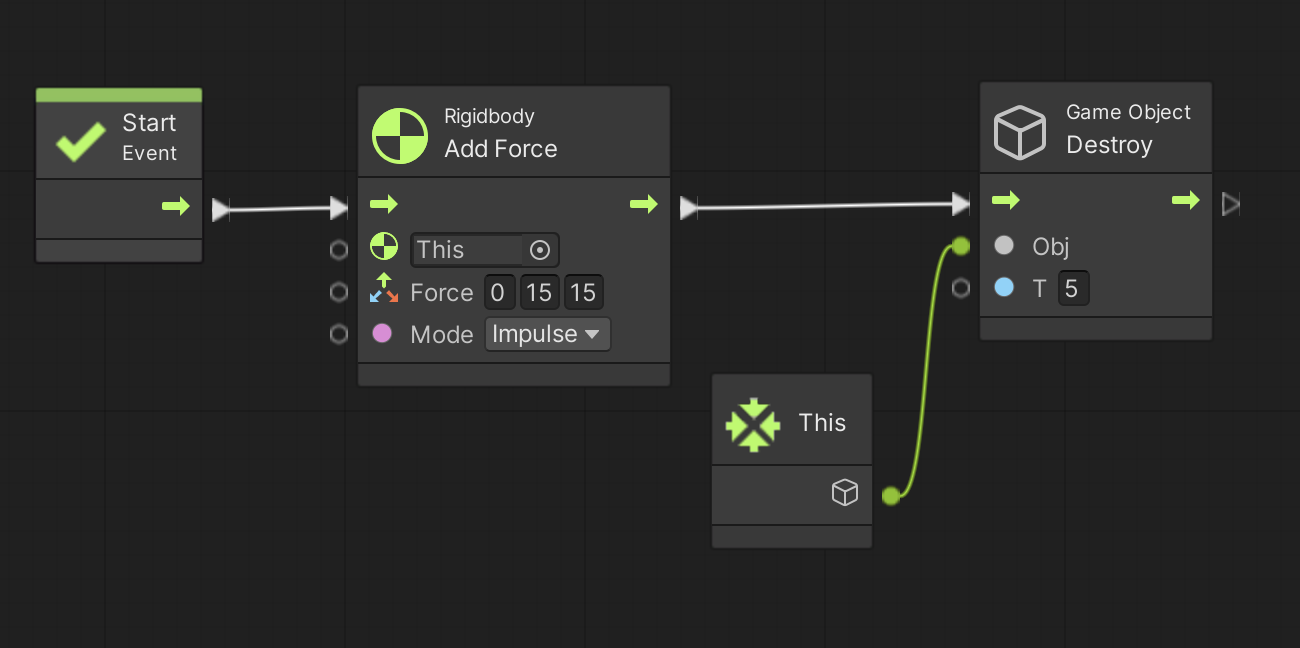 Start
Event
Rigidbody
Add Force
This
Force 0 15 15
Mode Impulse
Game Object
Destroy
Obj
T 5
This